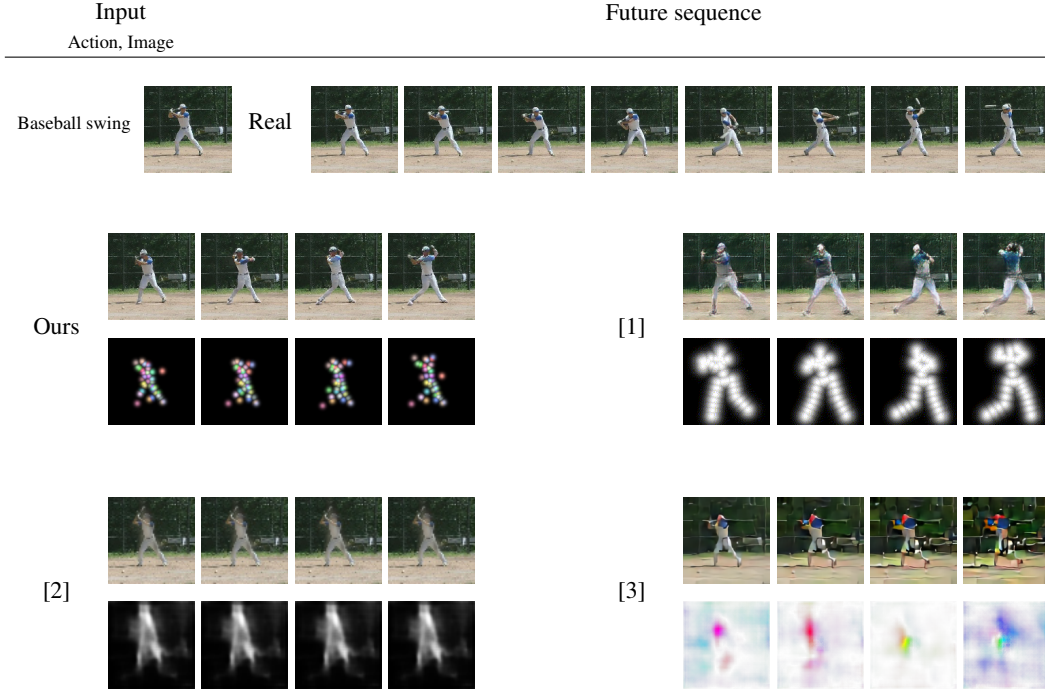 Input
Future sequence
Action, Image
Baseball swing
Real
Ours
[1]
[2]
[3]